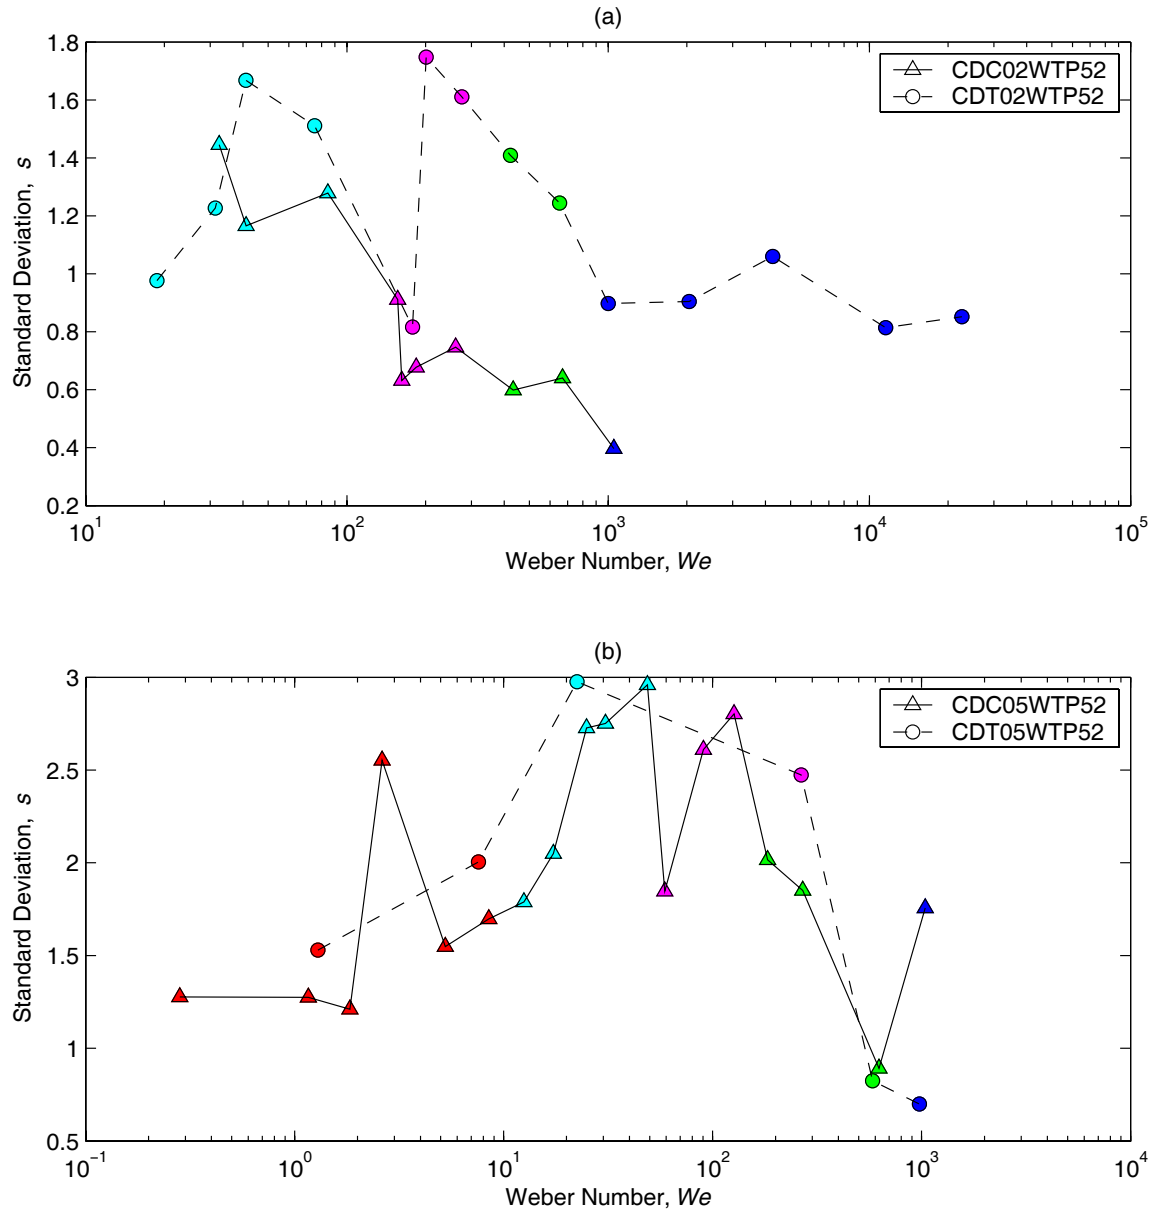 (a)
1.8
1.6
1.4
1.2
1
0.8
0.6
0.4
0.2
Standard Deviation, s
CDC02WTP52
CDT02WTP52
10^1 10^2 10^3 10^4 10^5
Weber Number, We
(b)
3
2.5
2
1.5
1
0.5
Standard Deviation, s
CDC05WTP52
CDT05WTP52
10^-1 10^0 10^1 10^2 10^3 10^4
Weber Number, We